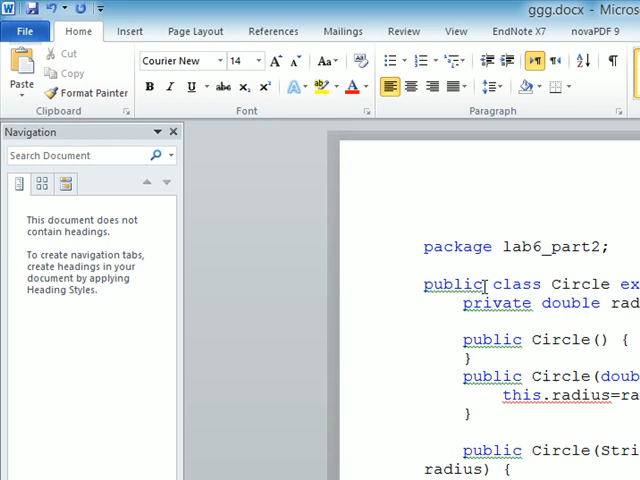 ggg.docx - Micros
File Home Insert Page Layout References Mailings Review View EndNote X7 novaPDF 9
Cut
Copy
Paste
Format Painter
Courier New 14
Clipboard Font Paragraph
Navigation
Search Document
This document does not
contain headings.
To create navigation tabs,
create headings in your
document by applying
Heading Styles.
package lab6_part2;
public class Circle ex
private double rad
public Circle() {
}
public Circle(doub
this.radius=ra
}
public Circle(Stri
radius) {